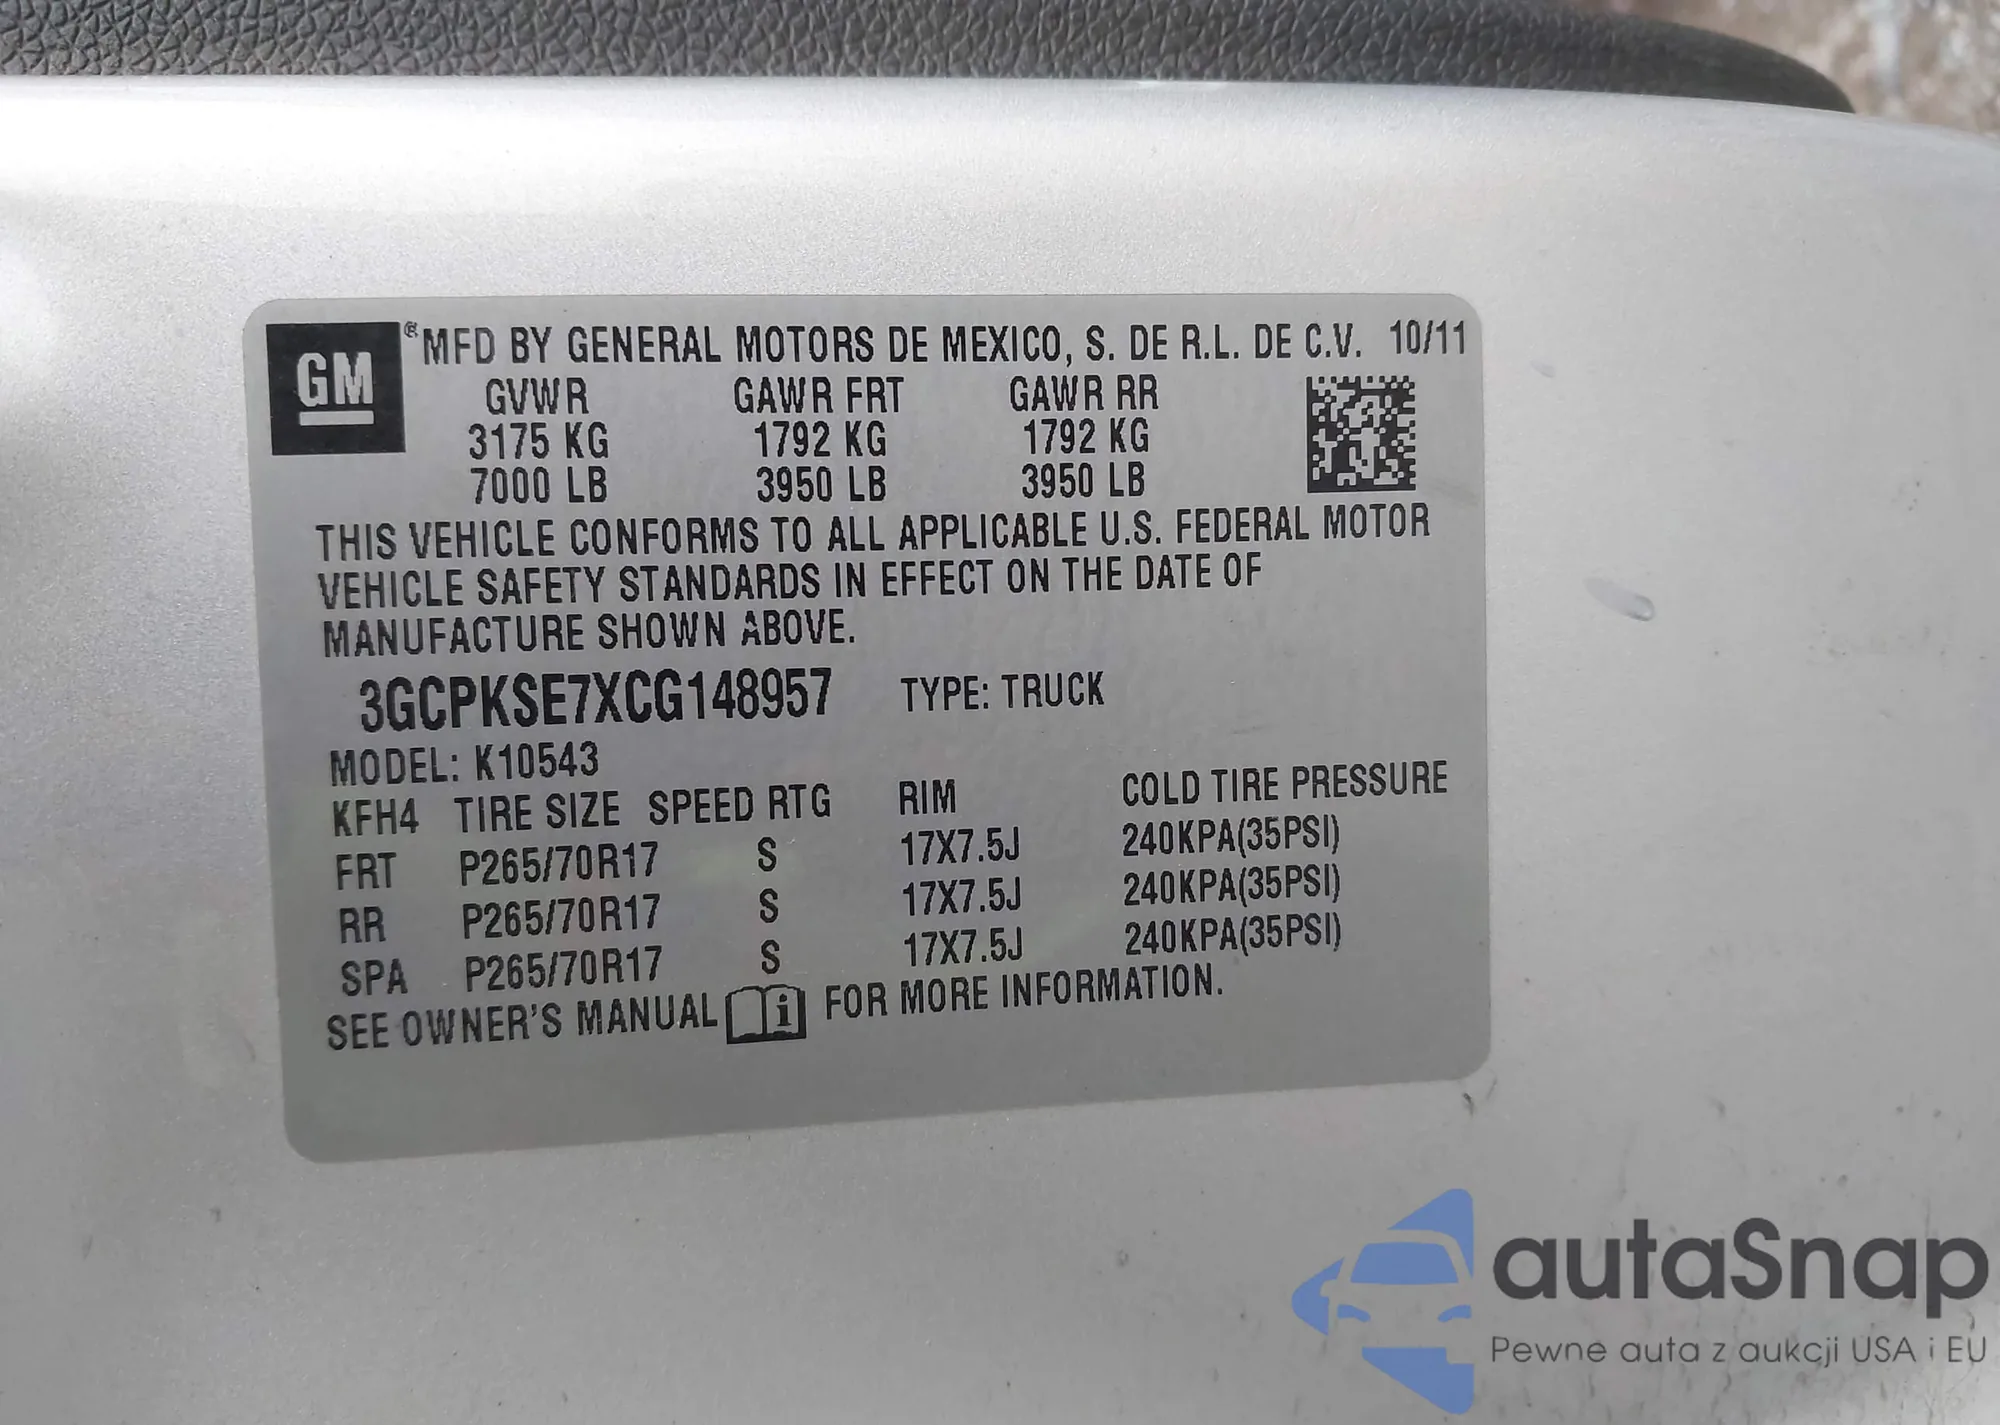 GM ® MFD BY GENERAL MOTORS DE MEXICO, S. DE R.L. DE C.V. 10/11
GVWR GAWR FRT GAWR RR
3175 KG 1792 KG 1792 KG
7000 LB 3950 LB 3950 LB
THIS VEHICLE CONFORMS TO ALL APPLICABLE U.S. FEDERAL MOTOR
VEHICLE SAFETY STANDARDS IN EFFECT ON THE DATE OF
MANUFACTURE SHOWN ABOVE.
3GCPKSE7XCG148957 TYPE: TRUCK
MODEL: K10543
KFH4 TIRE SIZE SPEED RTG RIM COLD TIRE PRESSURE
FRT P265/70R17 S 17X7.5J 240KPA(35PSI)
RR P265/70R17 S 17X7.5J 240KPA(35PSI)
SPA P265/70R17 S 17X7.5J 240KPA(35PSI)
SEE OWNER'S MANUAL i FOR MORE INFORMATION.
autaSnap
Pewne auta z aukcji USA i EU